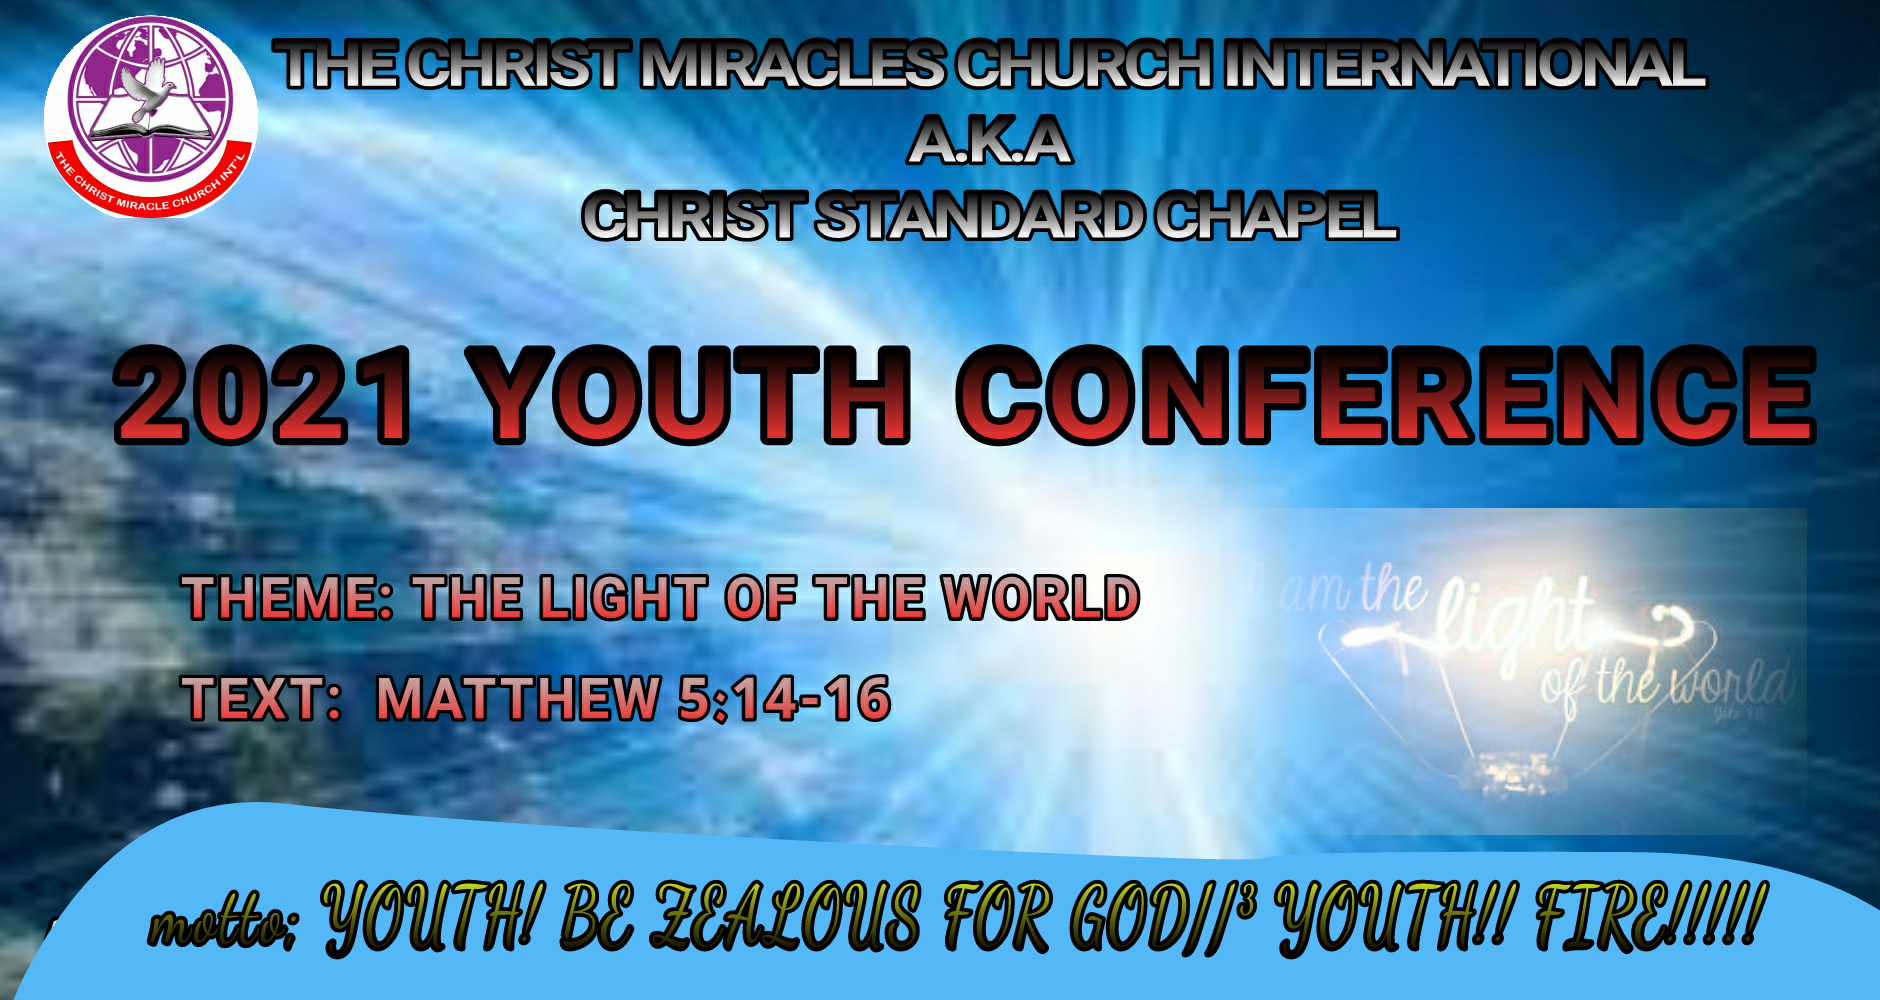 THE CHRIST MIRACLES CHURCH INTERNATIONAL
A.K.A
CHRIST STANDARD CHAPEL
THE CHRIST MIRACLE CHURCH INT'L
2021 YOUTH CONFERENCE
THEME: THE LIGHT OF THE WORLD
TEXT: MATTHEW 5:14-16
I am the
light
of the world
motto; YOUTH! BE ZEALOUS FOR GOD//³ YOUTH!! FIRE!!!!!